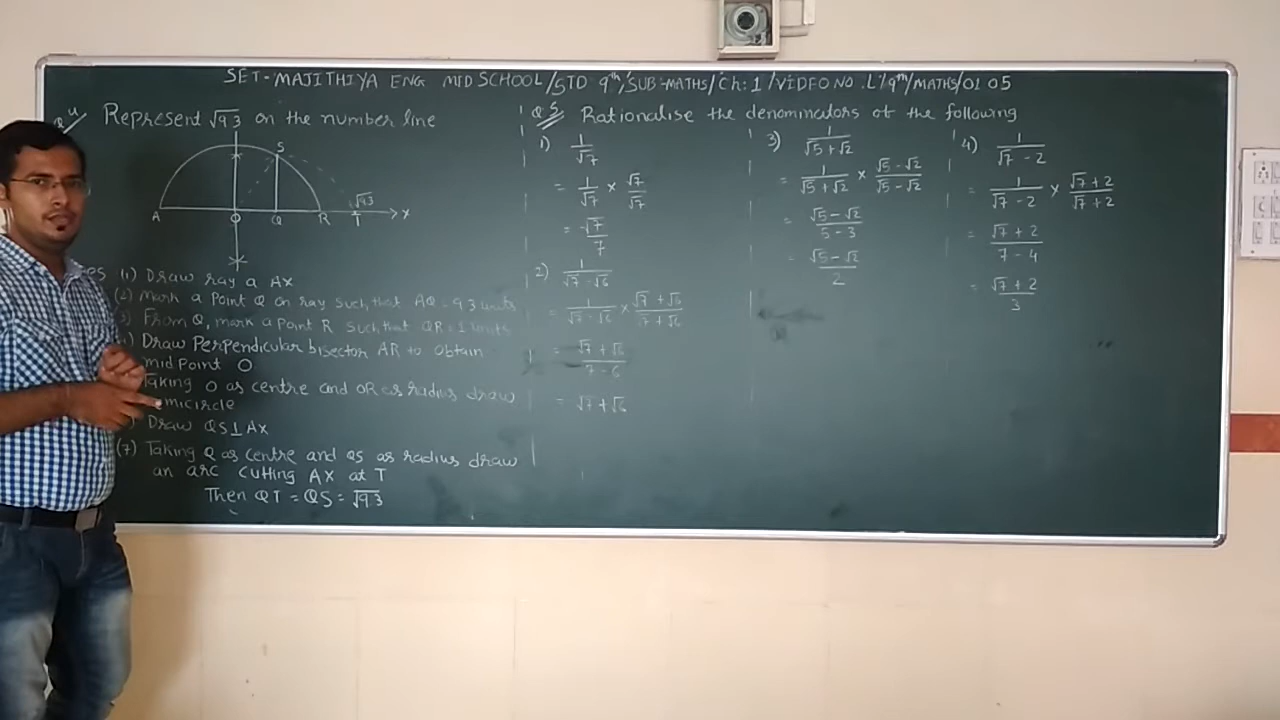 SET-MAJITHIYA ENG MED SCHOOL/STD 9th/SUB-MATHS/Ch:1/VIDEO NO.L/9th/MATHS/01 05
Q4 Represent √9.3 on the number line
S
√9.3
A O Q R T X
(1) Draw ray a AX
(2) Mark a Point Q on ray such that AQ = 9.3 units
(3) From Q, mark a Point R such that QR = 1 units
Draw Perpendicular bisector AR to obtain
mid Point O
Taking O as centre and OR as radius draw
Draw QS ⊥ AX
(7) Taking Q as centre and QS as radius draw
an arc cutting AX at T
Then QT = QS = √9.3
Q5 Rationalise the denominators of the following
1) 1/√7
= 1/√7 × √7/√7
= √7/7
2) 1/√7 - √6
= 1/√7 - √6 × √7 + √6/√7 + √6
= √7 + √6/7 - 6
= √7 + √6
3) 1/√5 + √2
= 1/√5 + √2 × √5 - √2/√5 - √2
= √5 - √2/5 - 3
= √5 - √2/2
4) 1/√7 - 2
= 1/√7 - 2 × √7 + 2/√7 + 2
= √7 + 2/7 - 4
= √7 + 2/3